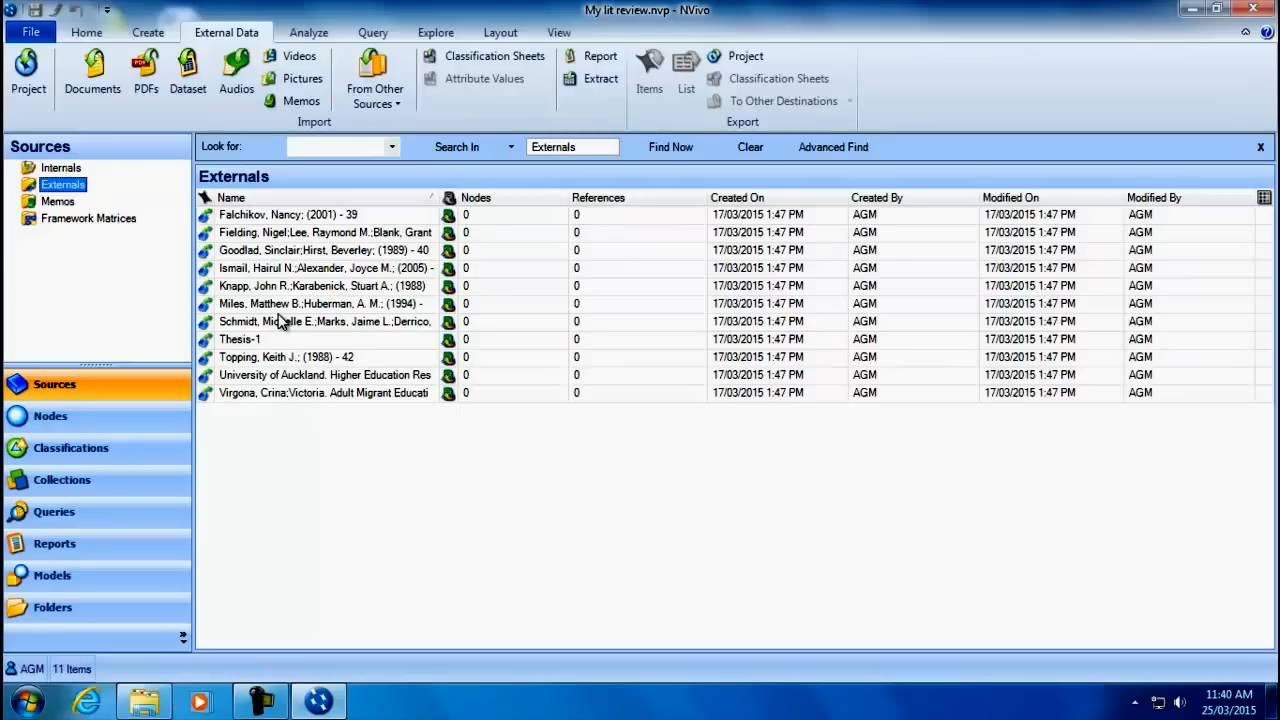 My lit review.nvp - NVivo
File Home Create External Data Analyze Query Explore Layout View
Project
Documents
PDFs
Dataset
Audios
Videos
Pictures
Memos
From Other
Sources
Import
Classification Sheets
Attribute Values
Report
Extract
Items
List
Project
Classification Sheets
To Other Destinations
Export
Sources
Internals
Externals
Memos
Framework Matrices
Sources
Nodes
Classifications
Collections
Queries
Reports
Models
Folders
Look for: Search In Externals Find Now Clear Advanced Find X
Externals
Name Nodes References Created On Created By Modified On Modified By
Falchikov, Nancy; (2001) - 39 0 0 17/03/2015 1:47 PM AGM 17/03/2015 1:47 PM AGM
Fielding, Nigel;Lee, Raymond M.;Blank, Grant 0 0 17/03/2015 1:47 PM AGM 17/03/2015 1:47 PM AGM
Goodlad, Sinclair;Hirst, Beverley; (1989) - 40 0 0 17/03/2015 1:47 PM AGM 17/03/2015 1:47 PM AGM
Ismail, Hairul N.;Alexander, Joyce M.; (2005) - 0 0 17/03/2015 1:47 PM AGM 17/03/2015 1:47 PM AGM
Knapp, John R.;Karabenick, Stuart A.; (1988) 0 0 17/03/2015 1:47 PM AGM 17/03/2015 1:47 PM AGM
Miles, Matthew B.;Huberman, A. M.; (1994) - 0 0 17/03/2015 1:47 PM AGM 17/03/2015 1:47 PM AGM
Schmidt, Michelle E.;Marks, Jaime L.;Derrico, 0 0 17/03/2015 1:47 PM AGM 17/03/2015 1:47 PM AGM
Thesis-1 0 0 17/03/2015 1:47 PM AGM 17/03/2015 1:47 PM AGM
Topping, Keith J.; (1988) - 42 0 0 17/03/2015 1:47 PM AGM 17/03/2015 1:47 PM AGM
University of Auckland. Higher Education Res 0 0 17/03/2015 1:47 PM AGM 17/03/2015 1:47 PM AGM
Virgona, Crina;Victoria. Adult Migrant Educati 0 0 17/03/2015 1:47 PM AGM 17/03/2015 1:47 PM AGM
AGM 11 Items
11:40 AM
25/03/2015